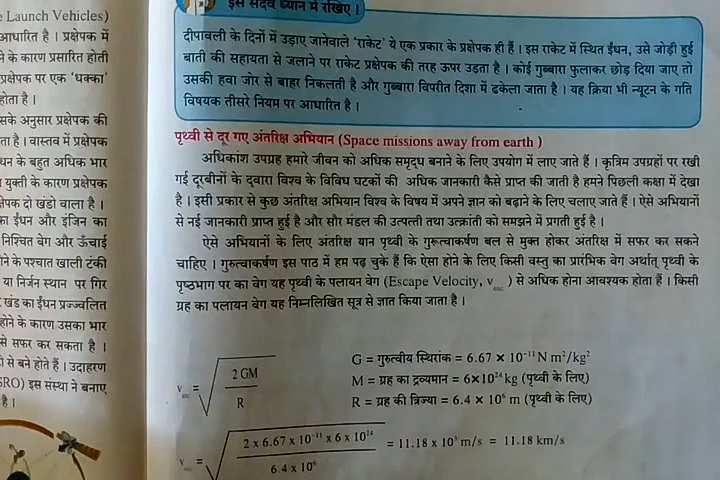 e Launch Vehicles)
आधारित है । प्रक्षेपक में
ने के कारण प्रसारित होती
प्रक्षेपक पर एक 'धक्का'
होता है ।
सके अनुसार प्रक्षेपक की
ता है । वास्तव में प्रक्षेपक
धन के बहुत अधिक भार
युक्ती के कारण प्रक्षेपक
क्षेपक दो खंडो वाला है ।
का ईंधन और इंजिन का
निश्चित वेग और ऊँचाई
होने के पश्चात खाली टंकी
या निर्जन स्थान पर गिर
खंड का ईंधन प्रज्ज्वलित
होने के कारण उसका भार
से सफर कर सकता है ।
से बने होते हैं । उदाहरण
SRO) इस संस्था ने बनाए
है ।
इसे सदैव ध्यान में रखिए ।
दीपावली के दिनों में उड़ाए जानेवाले 'राकेट' ये एक प्रकार के प्रक्षेपक ही हैं । इस राकेट में स्थित ईंधन, उसे जोड़ी हुई
बाती की सहायता से जलाने पर राकेट प्रक्षेपक की तरह ऊपर उड़ता है । कोई गुब्बारा फुलाकर छोड़ दिया जाए तो
उसकी हवा जोर से बाहर निकलती है और गुब्बारा विपरीत दिशा में ढकेला जाता है । यह क्रिया भी न्यूटन के गति
विषयक तीसरे नियम पर आधारित है ।
पृथ्वी से दूर गए अंतरिक्ष अभियान (Space missions away from earth )
अधिकांश उपग्रह हमारे जीवन को अधिक समृद्ध बनाने के लिए उपयोग में लाए जाते हैं । कृत्रिम उपग्रहों पर रखी
गई दूरबीनों के द्वारा विश्व के विविध घटकों की अधिक जानकारी कैसे प्राप्त की जाती है हमने पिछली कक्षा में देखा
है । इसी प्रकार से कुछ अंतरिक्ष अभियान विश्व के विषय में अपने ज्ञान को बढ़ाने के लिए चलाए जाते हैं । ऐसे अभियानों
से नई जानकारी प्राप्त हुई है और सौर मंडल की उत्पत्ती तथा उत्क्रांती को समझने में प्रगती हुई है ।
ऐसे अभियानों के लिए अंतरिक्ष यान पृथ्वी के गुरूत्वाकर्षण बल से मुक्त होकर अंतरिक्ष में सफर कर सकने
चाहिए । गुरुत्वाकर्षण इस पाठ में हम पढ़ चुके हैं कि ऐसा होने के लिए किसी वस्तु का प्रारंभिक वेग अर्थात् पृथ्वी के
पृष्ठभाग पर का वेग यह पृथ्वी के पलायन वेग (Escape Velocity, v esc ) से अधिक होना आवश्यक होता हैं । किसी
ग्रह का पलायन वेग यह निम्नलिखित सूत्र से ज्ञात किया जाता है ।
v esc = √(2 GM / R)
G = गुरुत्वीय स्थिरांक = 6.67 × 10⁻¹¹ N m²/kg²
M = ग्रह का द्रव्यमान = 6×10²⁴ kg (पृथ्वी के लिए)
R = ग्रह की त्रिज्या = 6.4 × 10⁶ m (पृथ्वी के लिए)
v esc = √(2 x 6.67 x 10⁻¹¹ x 6 x 10²⁴ / 6.4 x 10⁶) = 11.18 x 10³ m/s = 11.18 km/s